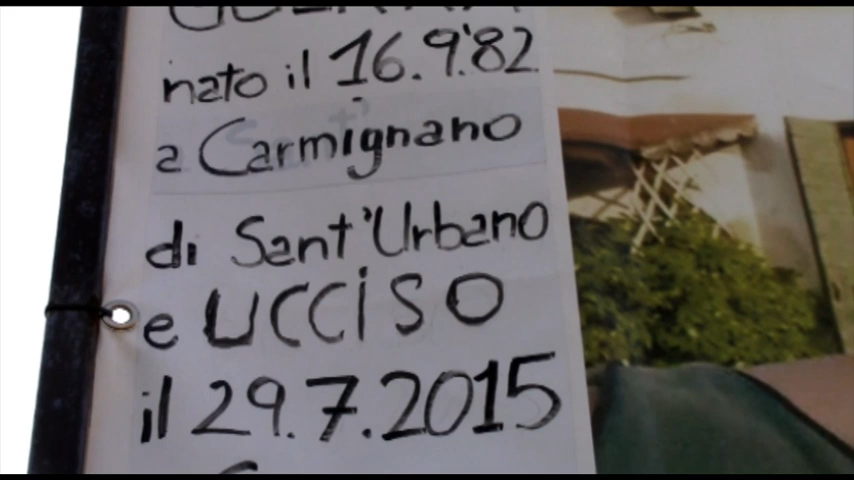 nato il 16.9.'82
a Carmignano
di Sant'Urbano
e UCCISO
il 29.7.2015